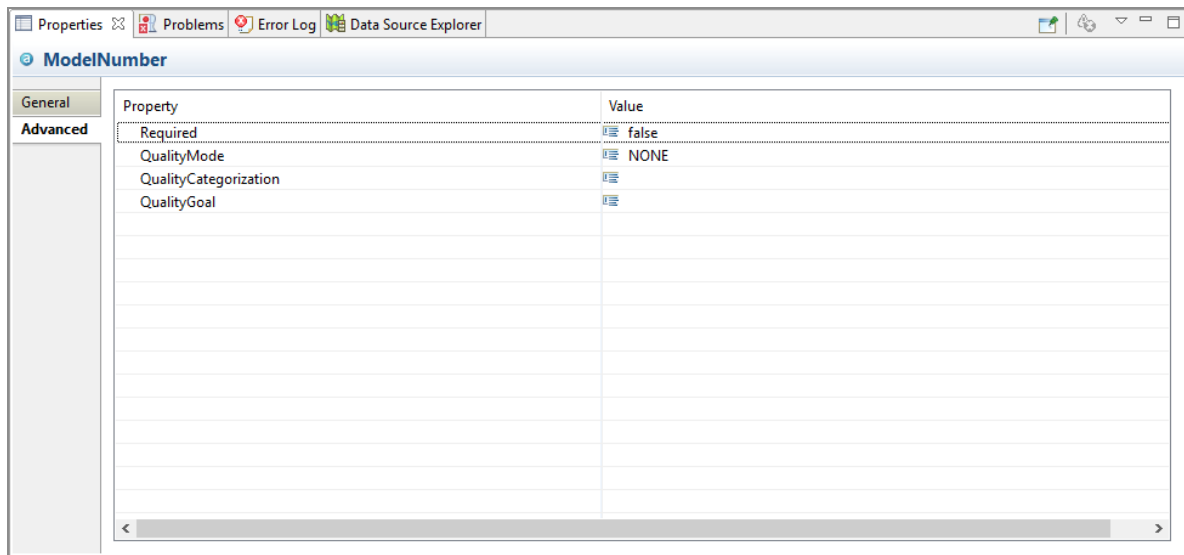 Properties Problems Error Log Data Source Explorer
ModelNumber
General
Advanced
Property Value
Required false
QualityMode NONE
QualityCategorization
QualityGoal